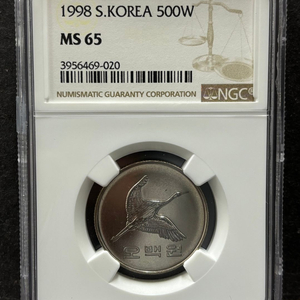 1998 S.KOREA 500W
MS 65
3956469-020
NUMISMATIC GUARANTY CORPORATION
NGC
오백원